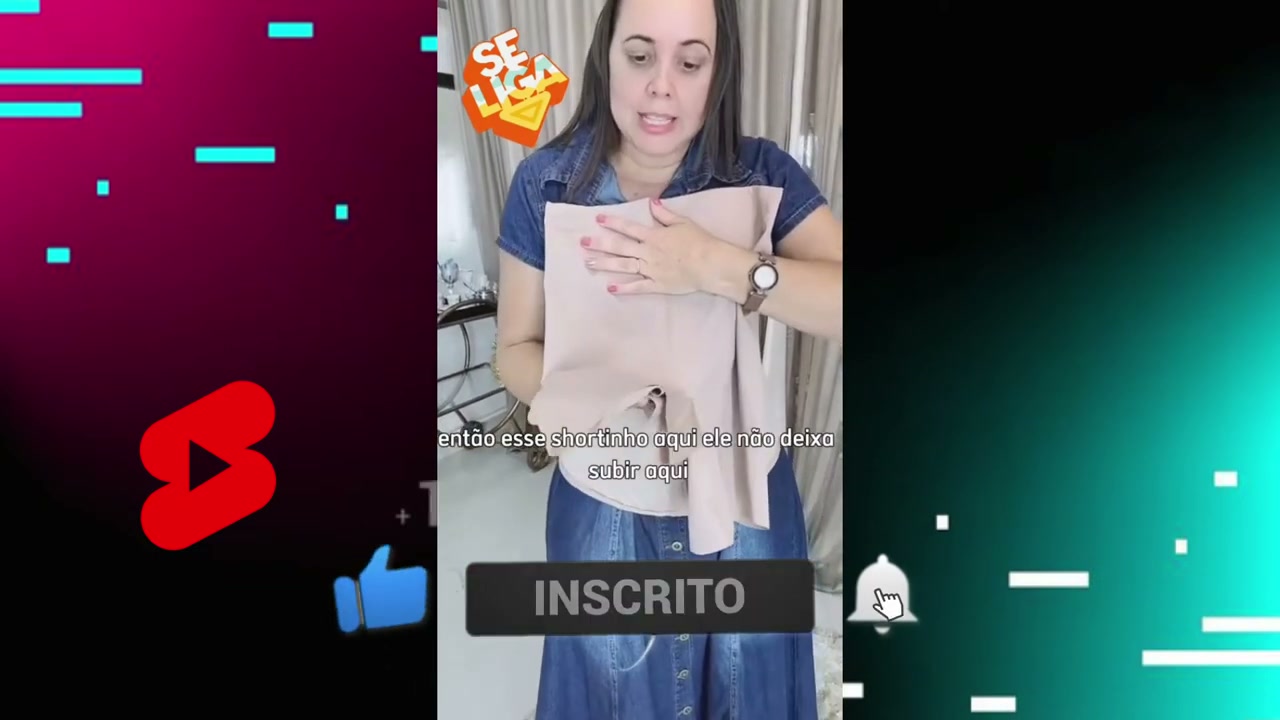 SE
LIGA
então esse shortinho aqui ele não deixa
subir aqui
INSCRITO